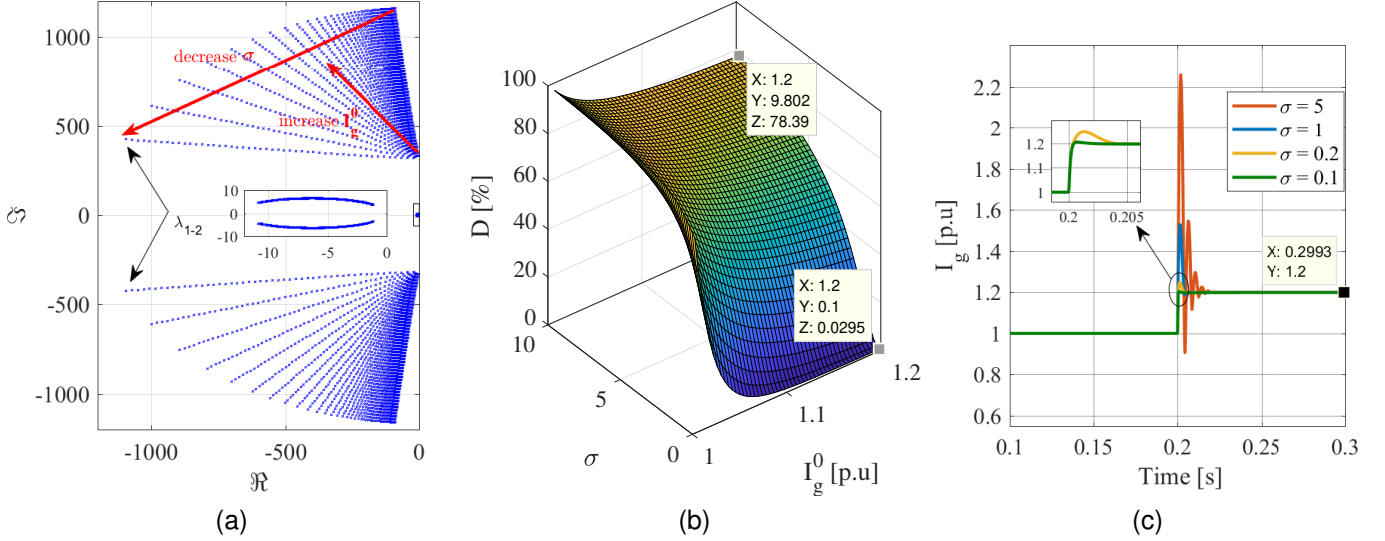 1000
500
0
-500
-1000
-1000
-500
0
ℑ
ℜ
decrease σ
increase I_g^0
λ1-2
10
0
-10
-10
-5
0
(a)
100
80
60
40
20
0
D [%]
10
5
0
σ
1
1.1
1.2
I_g^0 [p.u]
X: 1.2
Y: 9.802
Z: 78.39
X: 1.2
Y: 0.1
Z: 0.0295
(b)
2.2
2
1.8
1.6
1.4
1.2
1
0.8
0.6
I_g [p.u]
0.1
0.15
0.2
0.25
0.3
Time [s]
1.2
1.1
1
0.2
0.205
σ = 5
σ = 1
σ = 0.2
σ = 0.1
X: 0.2993
Y: 1.2
(c)